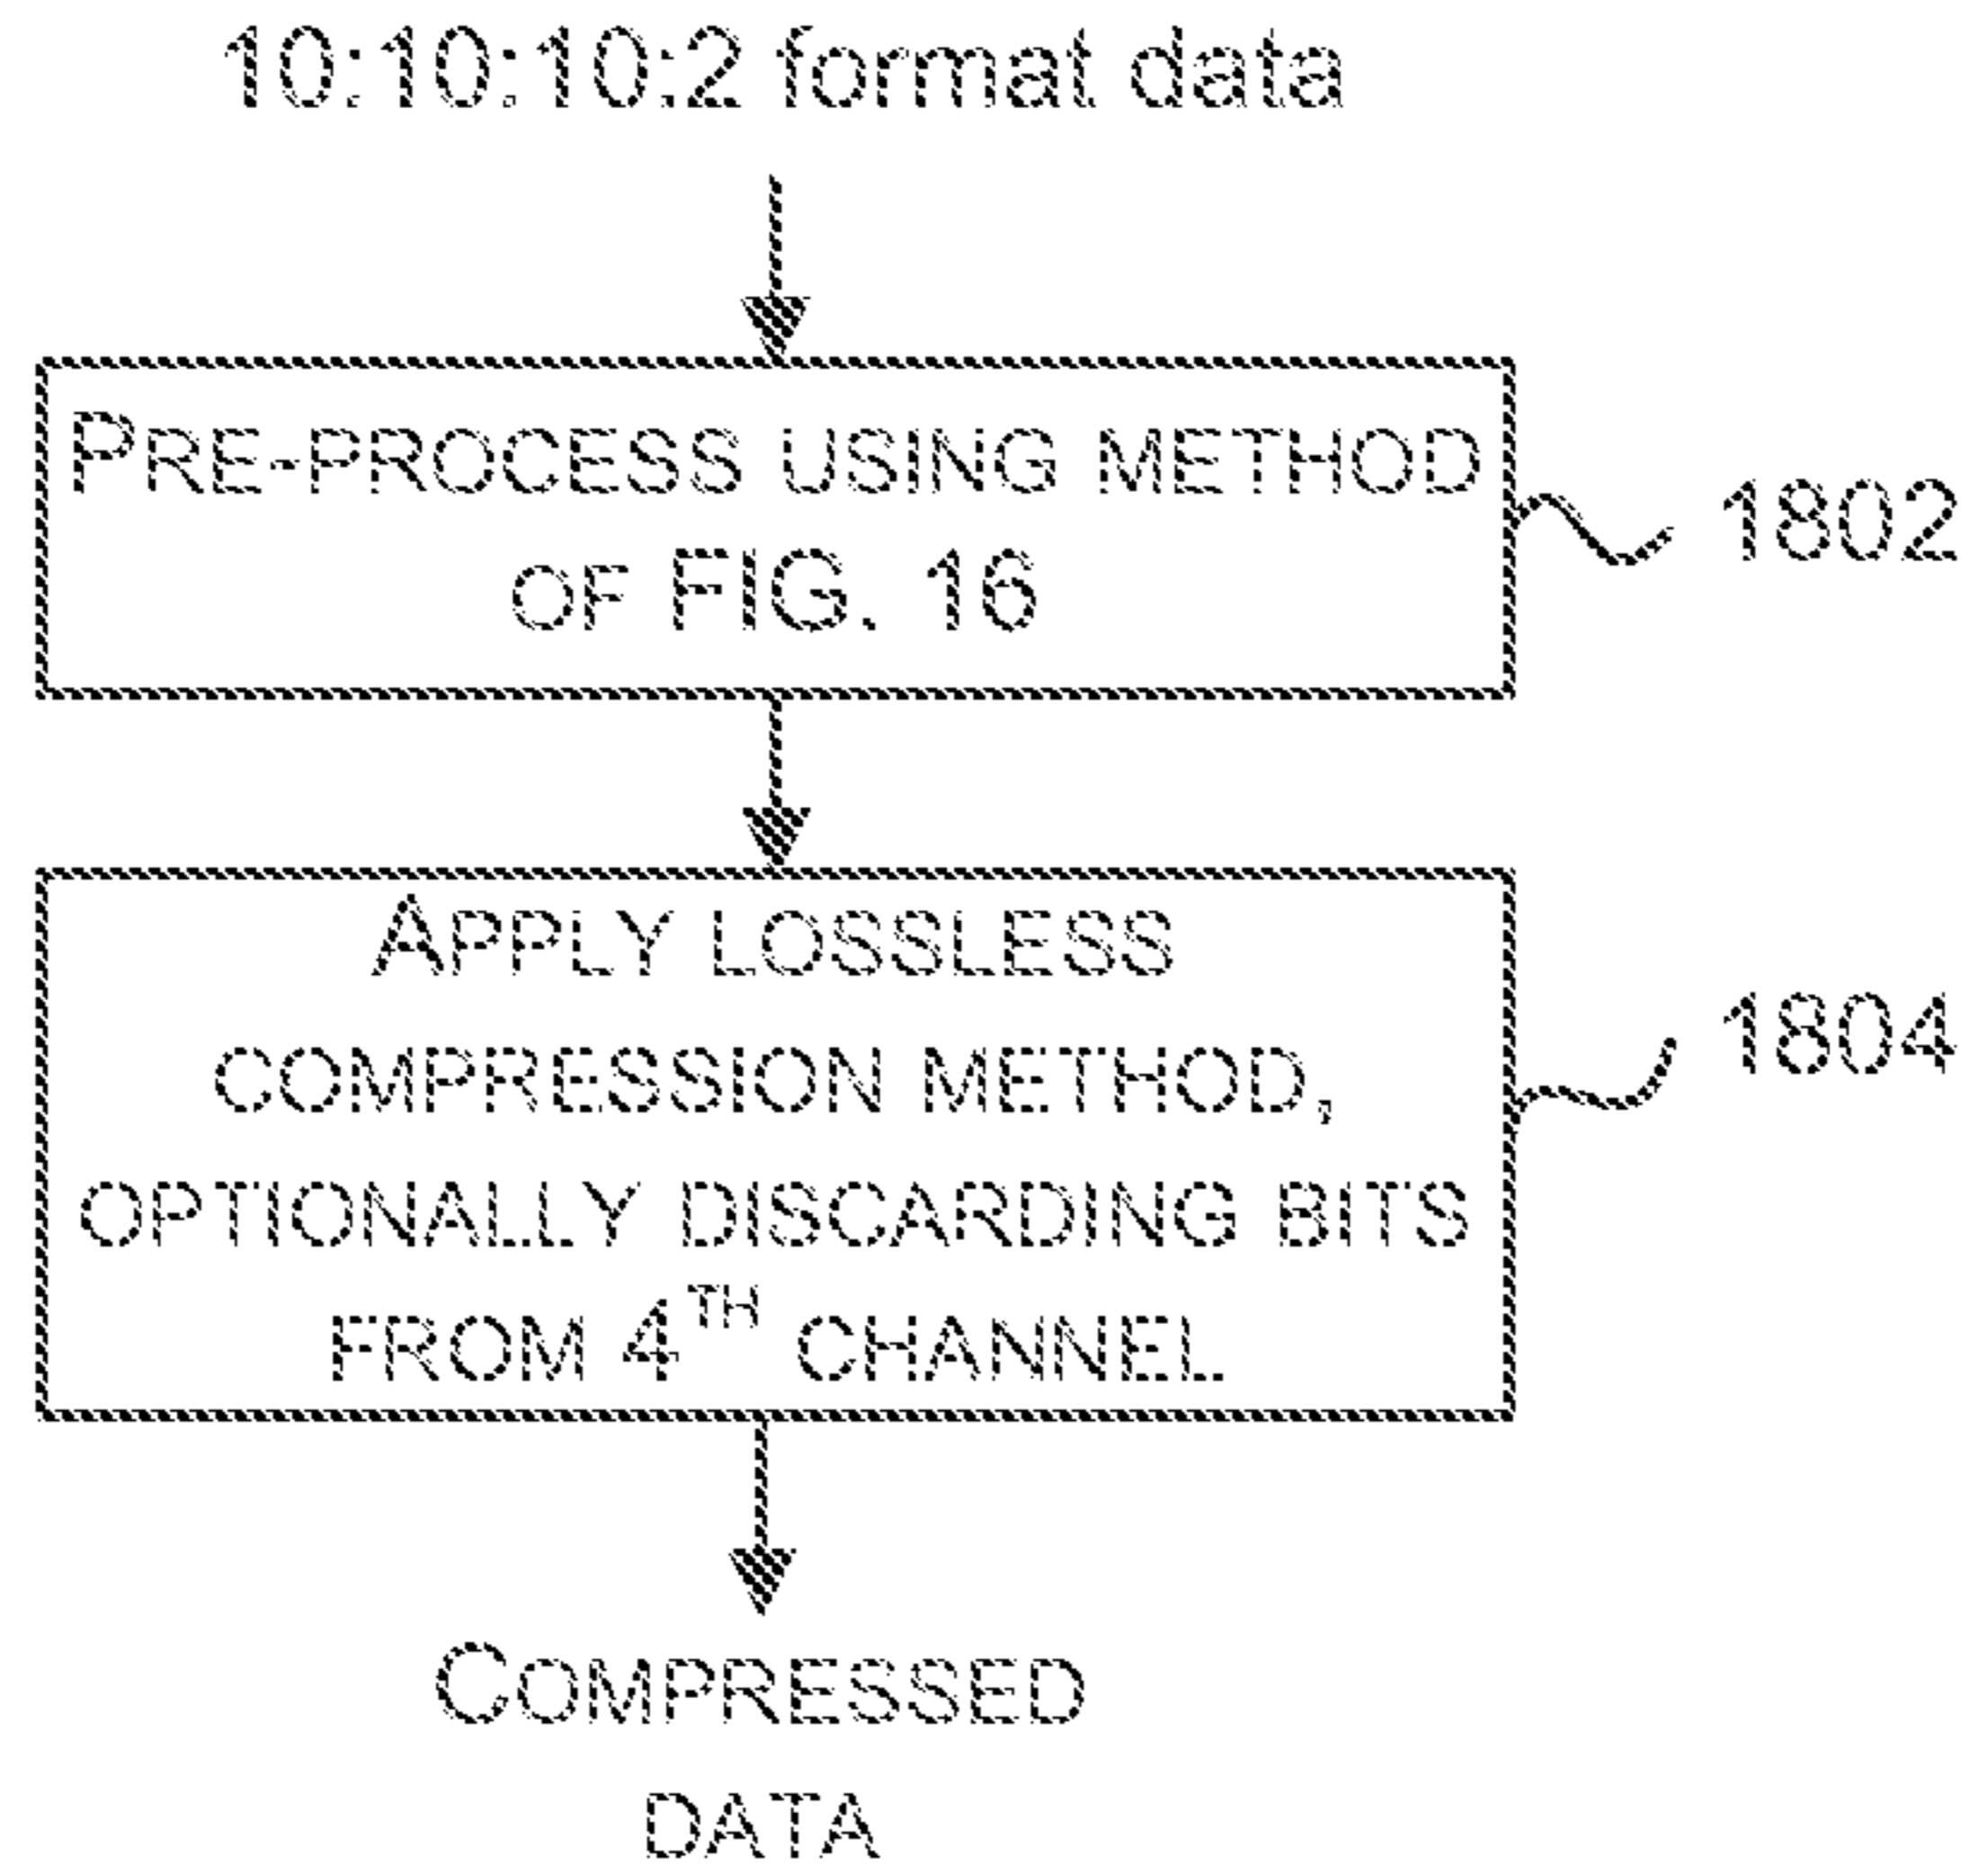 10:10:10:2 format data
PRE-PROCESS USING METHOD
OF FIG. 16
1802
APPLY LOSSLESS
COMPRESSION METHOD,
OPTIONALLY DISCARDING BITS
FROM 4TH CHANNEL
1804
COMPRESSED
DATA